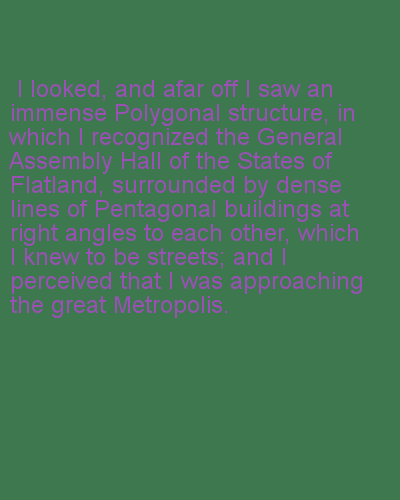 I looked, and afar off I saw an
immense Polygonal structure, in
which I recognized the General
Assembly Hall of the States of
Flatland, surrounded by dense
lines of Pentagonal buildings at
right angles to each other, which
I knew to be streets; and I
perceived that I was approaching
the great Metropolis.